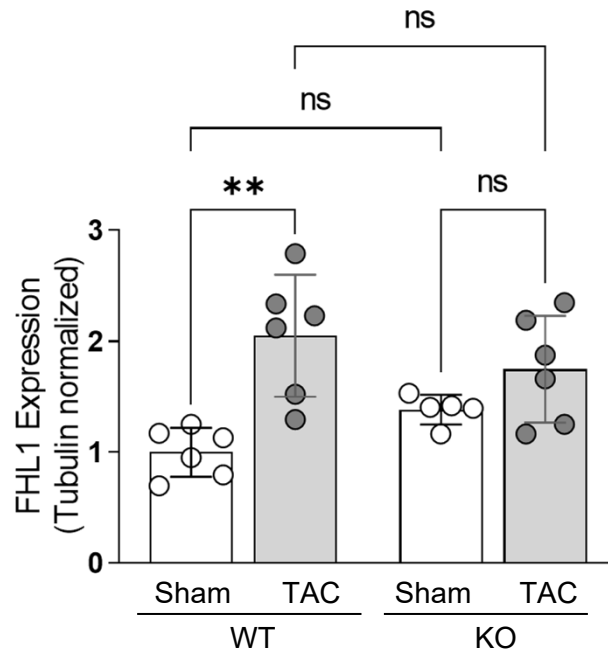 ns
ns
** ns
3
2
1
0
FHL1 Expression
(Tubulin normalized)
Sham TAC Sham TAC
WT KO